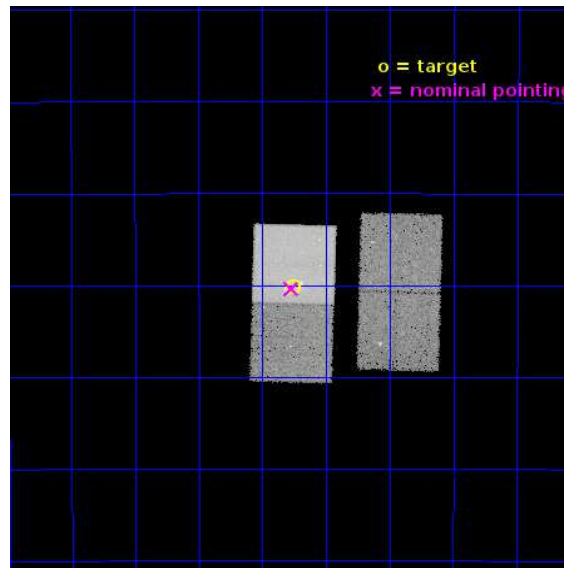 o = target
x = nominal pointing